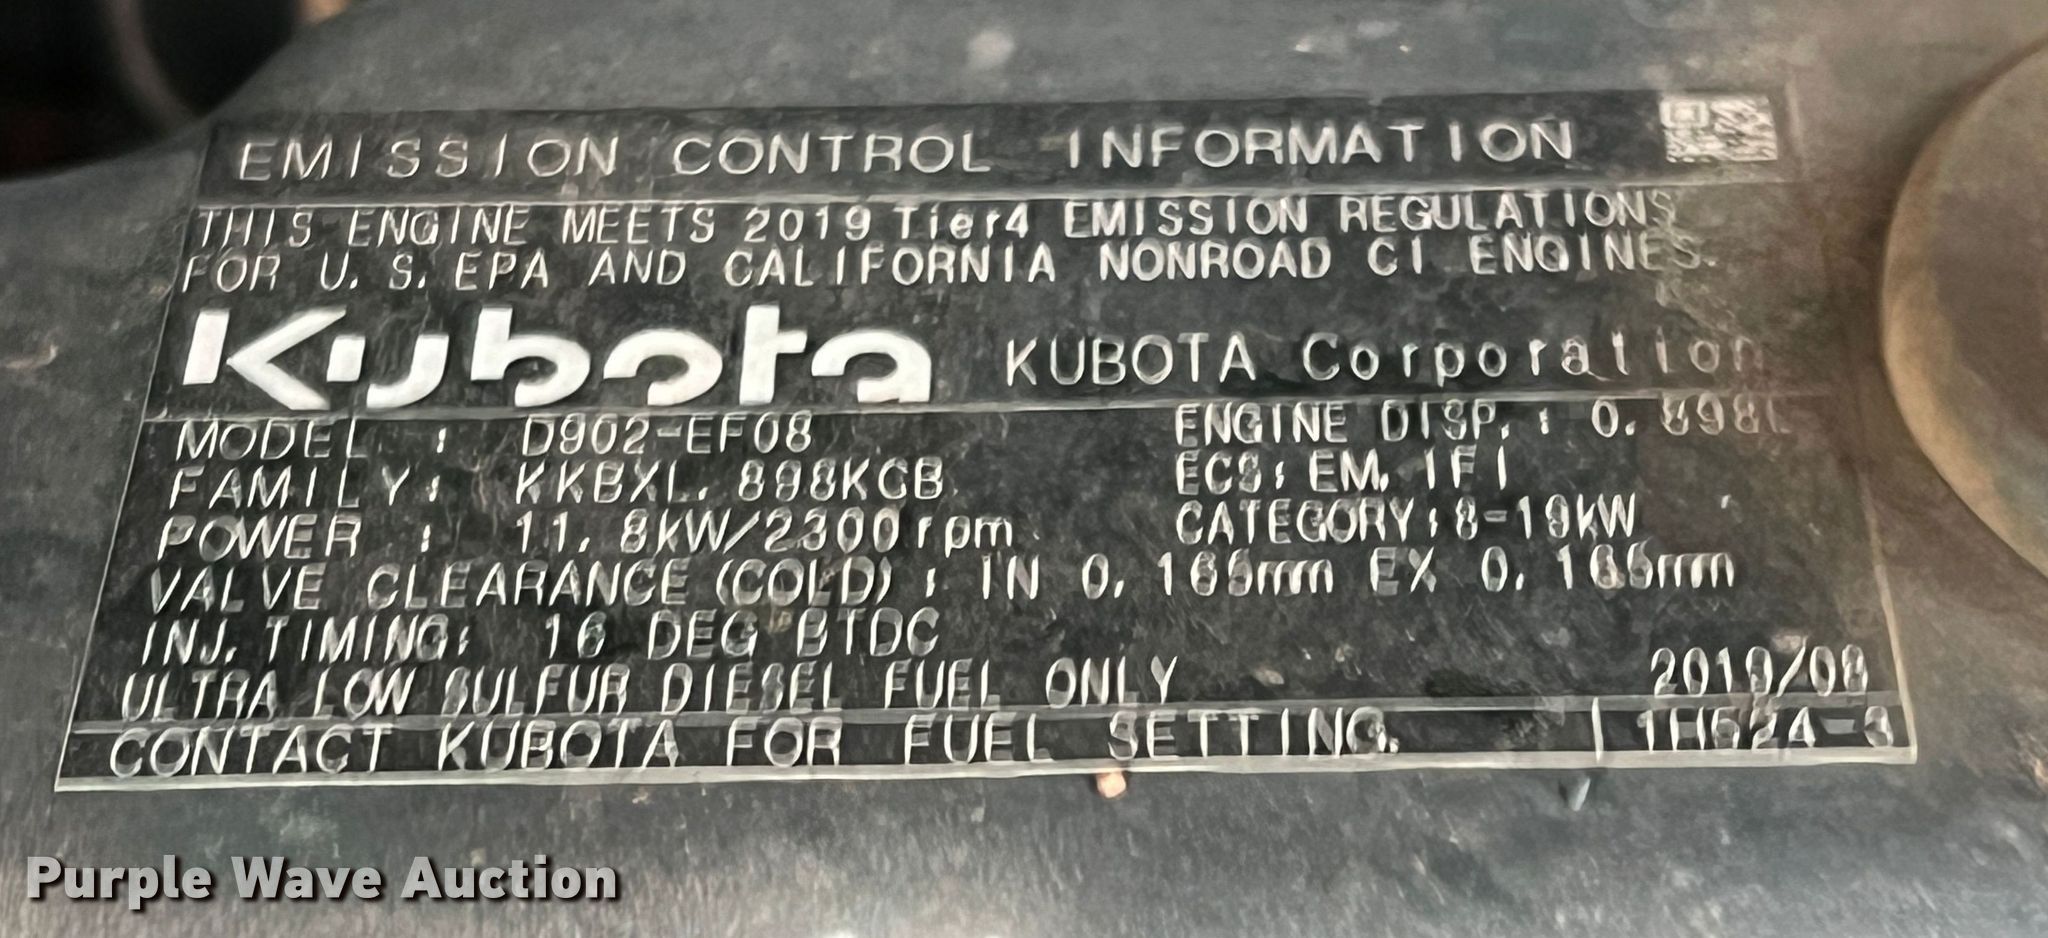 EMISSION CONTROL INFORMATION
THIS ENGINE MEETS 2019 Tier4 EMISSION REGULATIONS
FOR U.S. EPA AND CALIFORNIA NONROAD CI ENGINES.
Kubota KUBOTA Corporation
MODEL : D902-EF08 ENGINE DISP. : 0.898L
FAMILY: KKBXL.898KCB ECS: EM, IFI
POWER : 11.8kW/2300rpm CATEGORY:8-19kW
VALVE CLEARANCE (COLD) : IN 0.165mm EX 0.165mm
INJ. TIMING: 16 DEG BTDC
ULTRA LOW SULFUR DIESEL FUEL ONLY
CONTACT KUBOTA FOR FUEL SETTING.
Purple Wave Auction